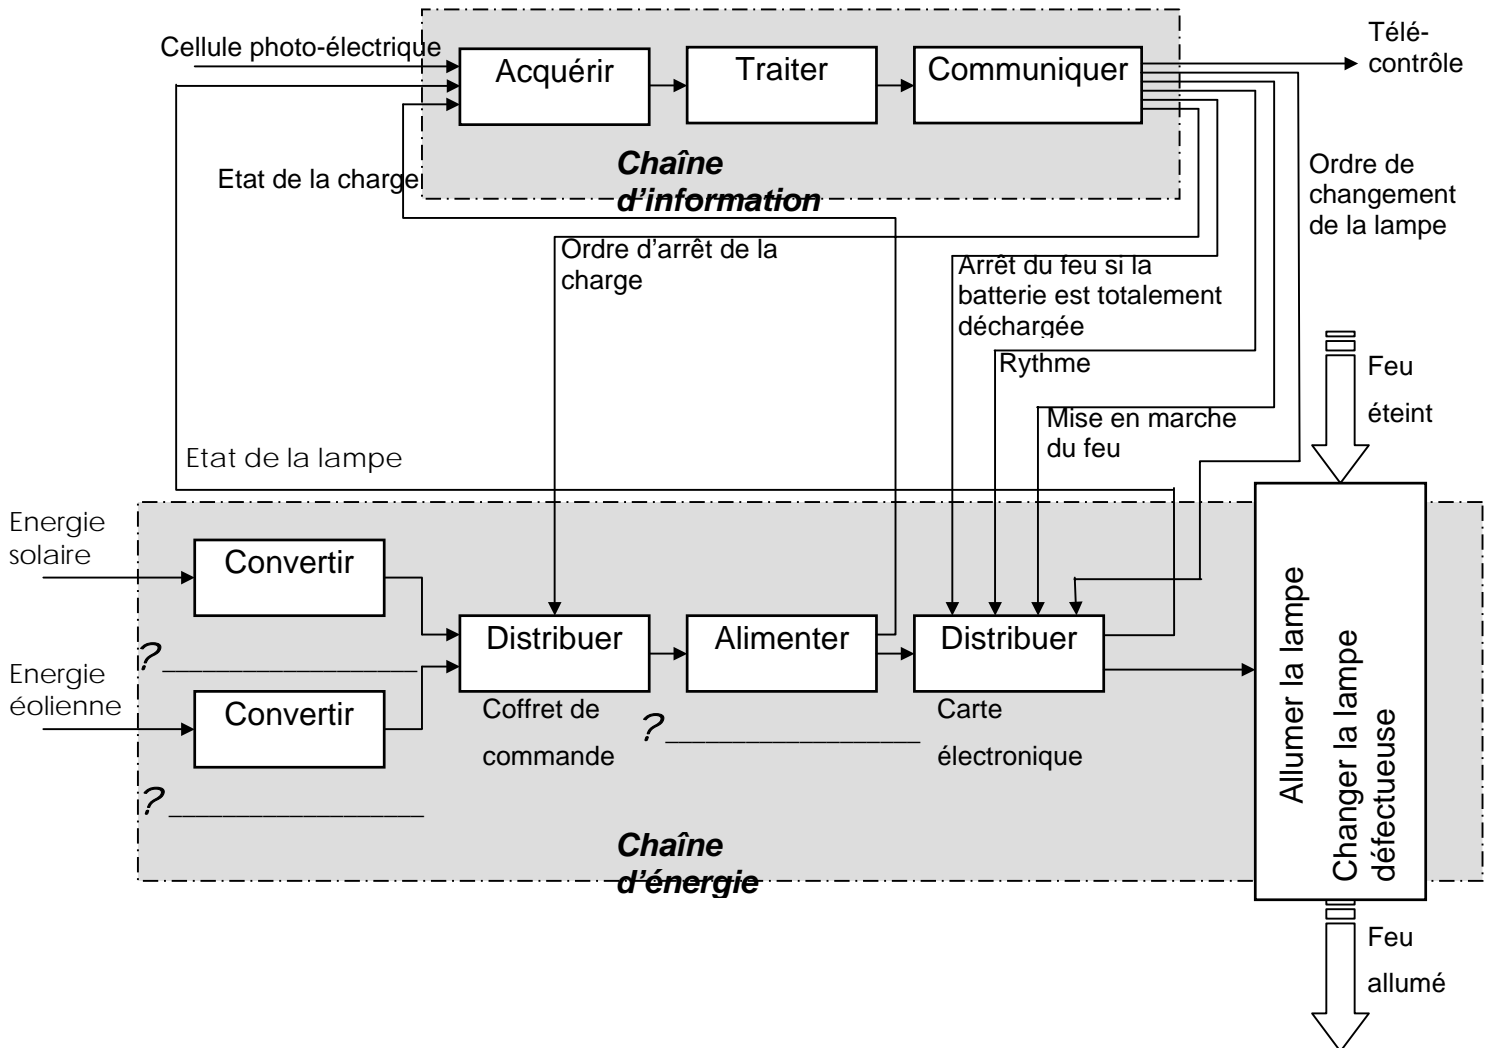 Cellule photo-électrique
Acquérir
Traiter
Communiquer
Télé-
contrôle
Chaîne
d'information
Etat de la charge
Ordre de
changement
de la lampe
Ordre d'arrêt de la
charge
Arrêt du feu si la
batterie est totalement
déchargée
Rythme
Mise en marche
du feu
Feu
éteint
Etat de la lampe
Energie
solaire
Convertir
Distribuer
Alimenter
Distribuer
? ____________________
Energie
éolienne
Convertir
Coffret de
commande
? ____________________
Carte
électronique
? ____________________
Allumer la lampe
Changer la lampe
défectueuse
Chaîne
d'énergie
Feu
allumé